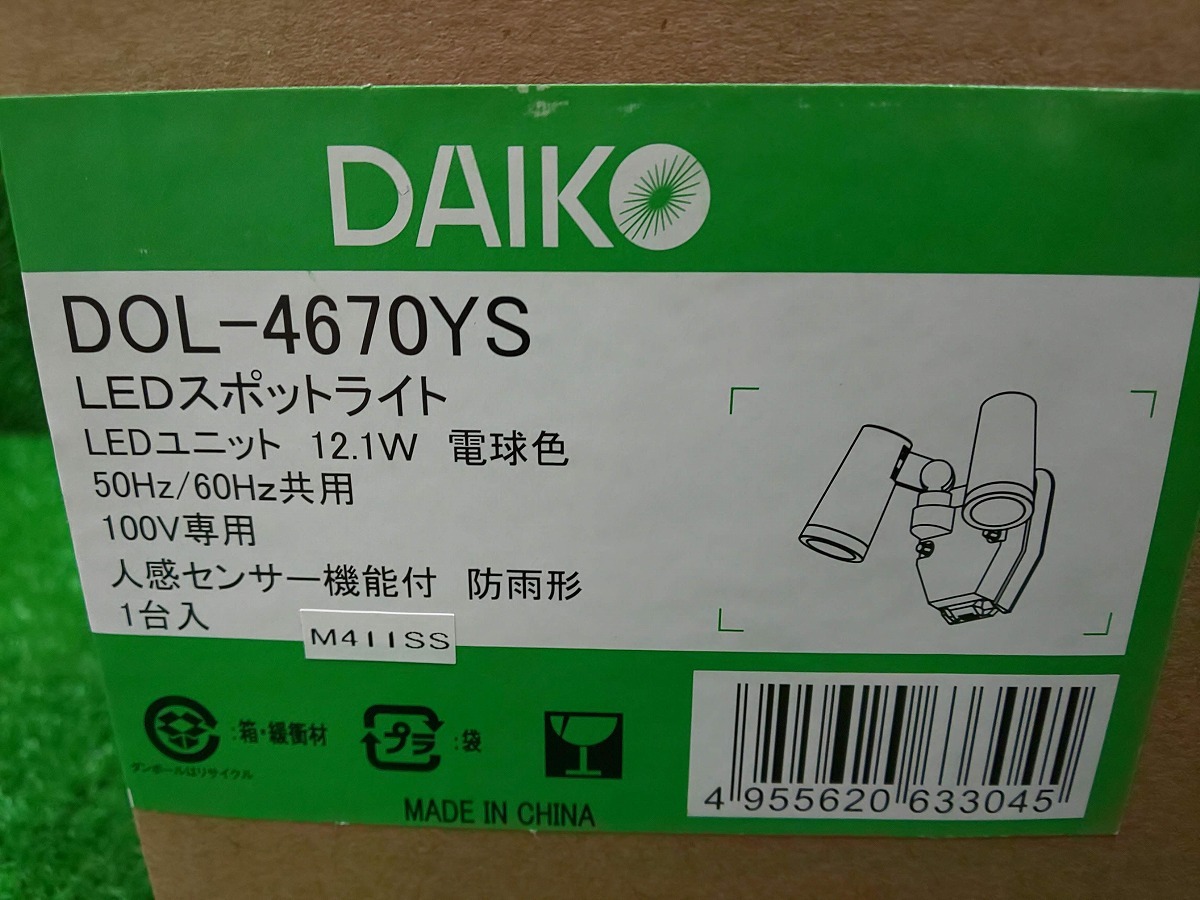 DAIKO
DOL-4670YS
LEDスポットライト
LEDユニット 12.1W 電球色
50Hz/60Hz共用
100V専用
人感センサー機能付 防雨形
1台入
M411SS
:箱・緩衝材
ダンボールはリサイクル
プラ
:袋
MADE IN CHINA
4 955620 633045